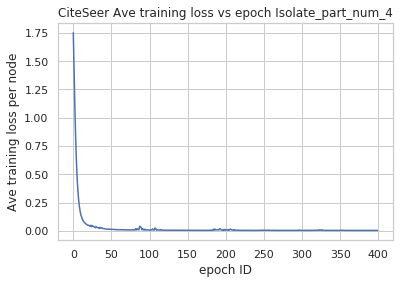 CiteSeer Ave training loss vs epoch Isolate_part_num_4
Ave training loss per node
1.75
1.50
1.25
1.00
0.75
0.50
0.25
0.00
0 50 100 150 200 250 300 350 400
epoch ID